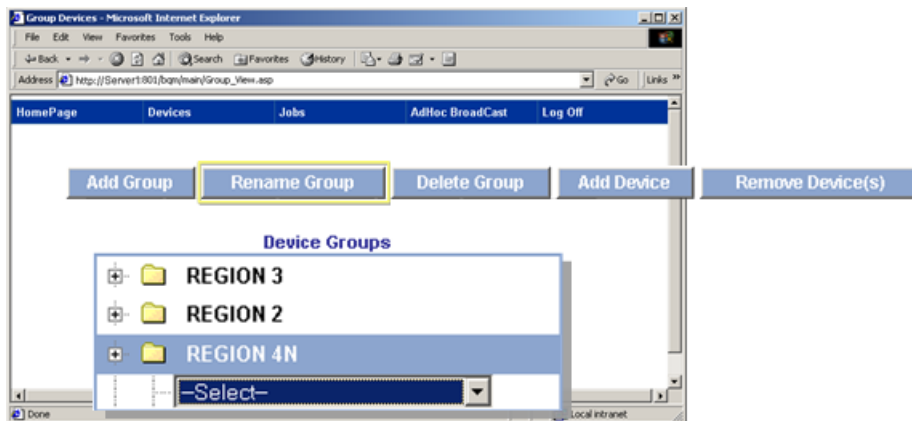 Group Devices - Microsoft Internet Explorer
File Edit View Favorites Tools Help
Back Search Favorites History
Address http://Server1:801/bqm/main/Group_View.asp Go Links »
HomePage Devices Jobs AdHoc BroadCast Log Off
Add Group Rename Group Delete Group Add Device Remove Device(s)
Device Groups
REGION 3
REGION 2
REGION 4N
–Select–
Done Local intranet